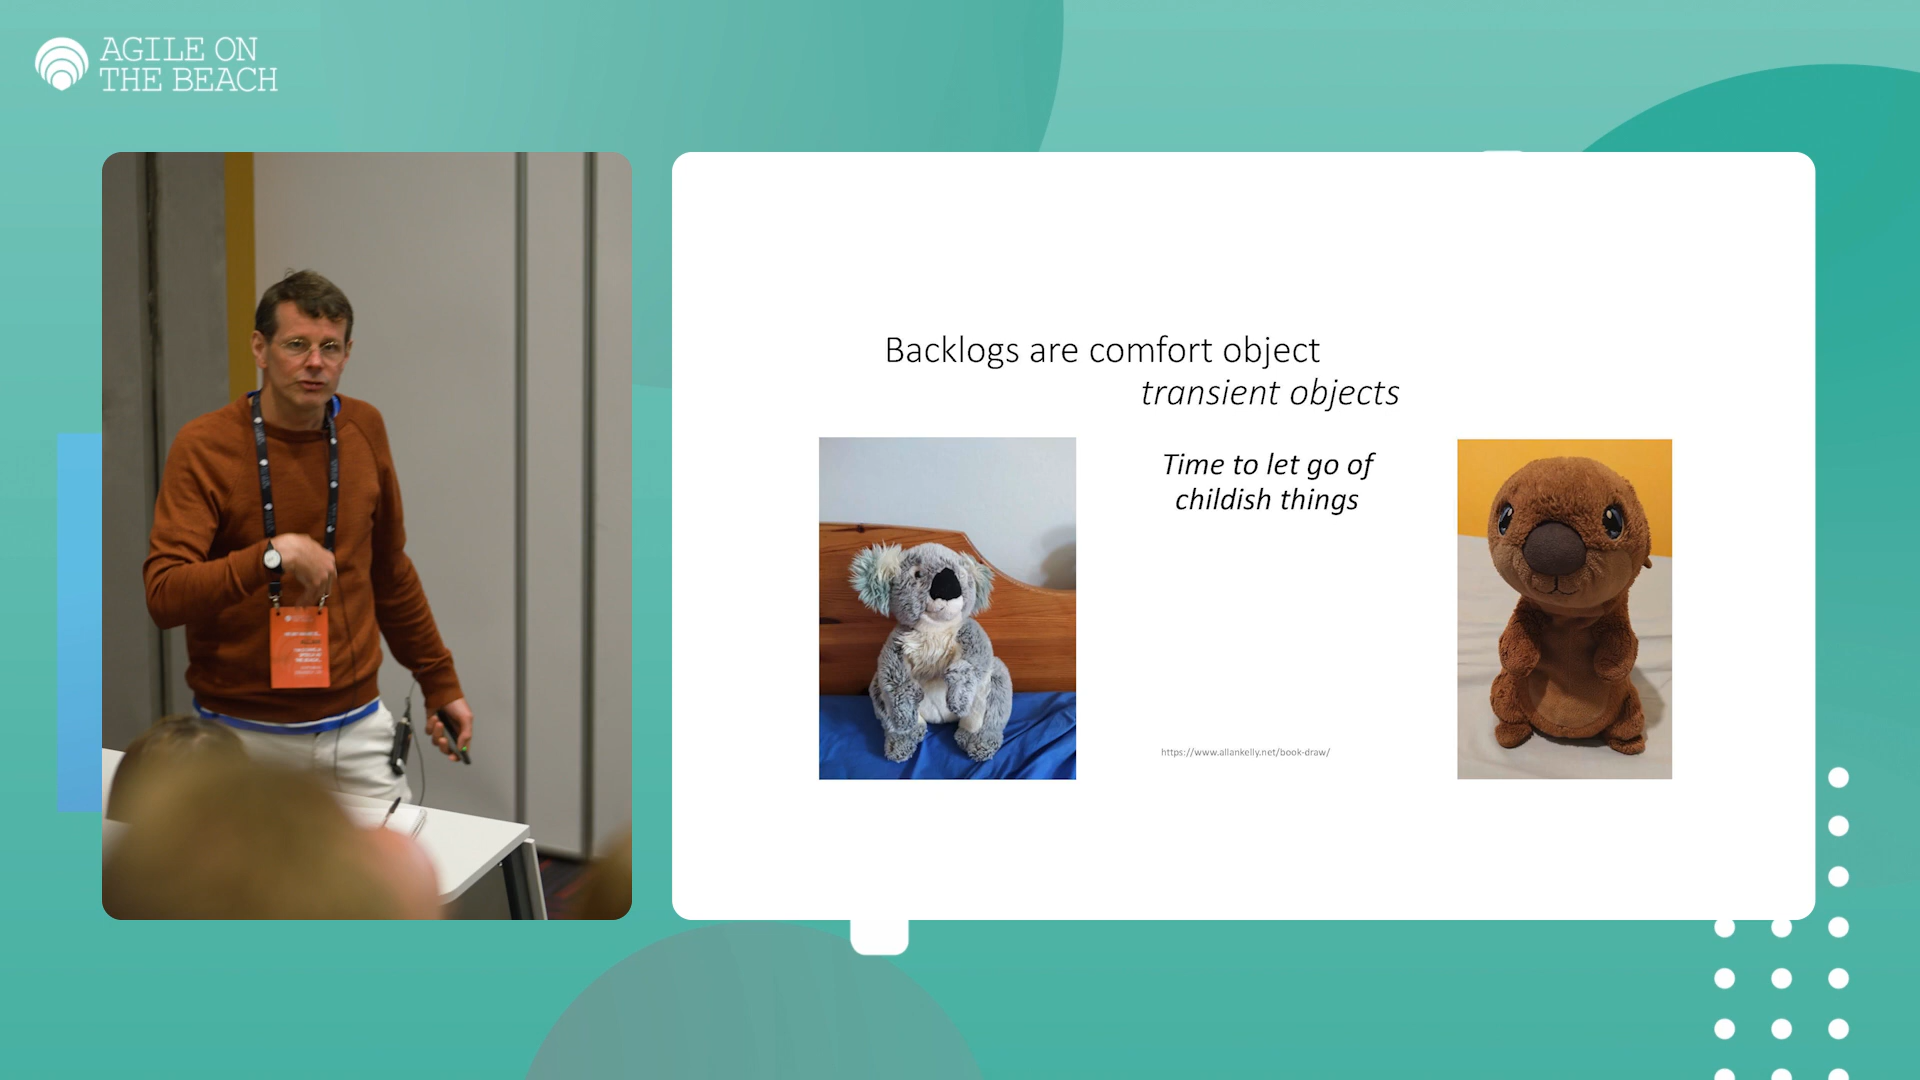 AGILE ON
THE BEACH
Backlogs are comfort object
transient objects
Time to let go of
childish things
https://www.allankelly.net/book-draw/